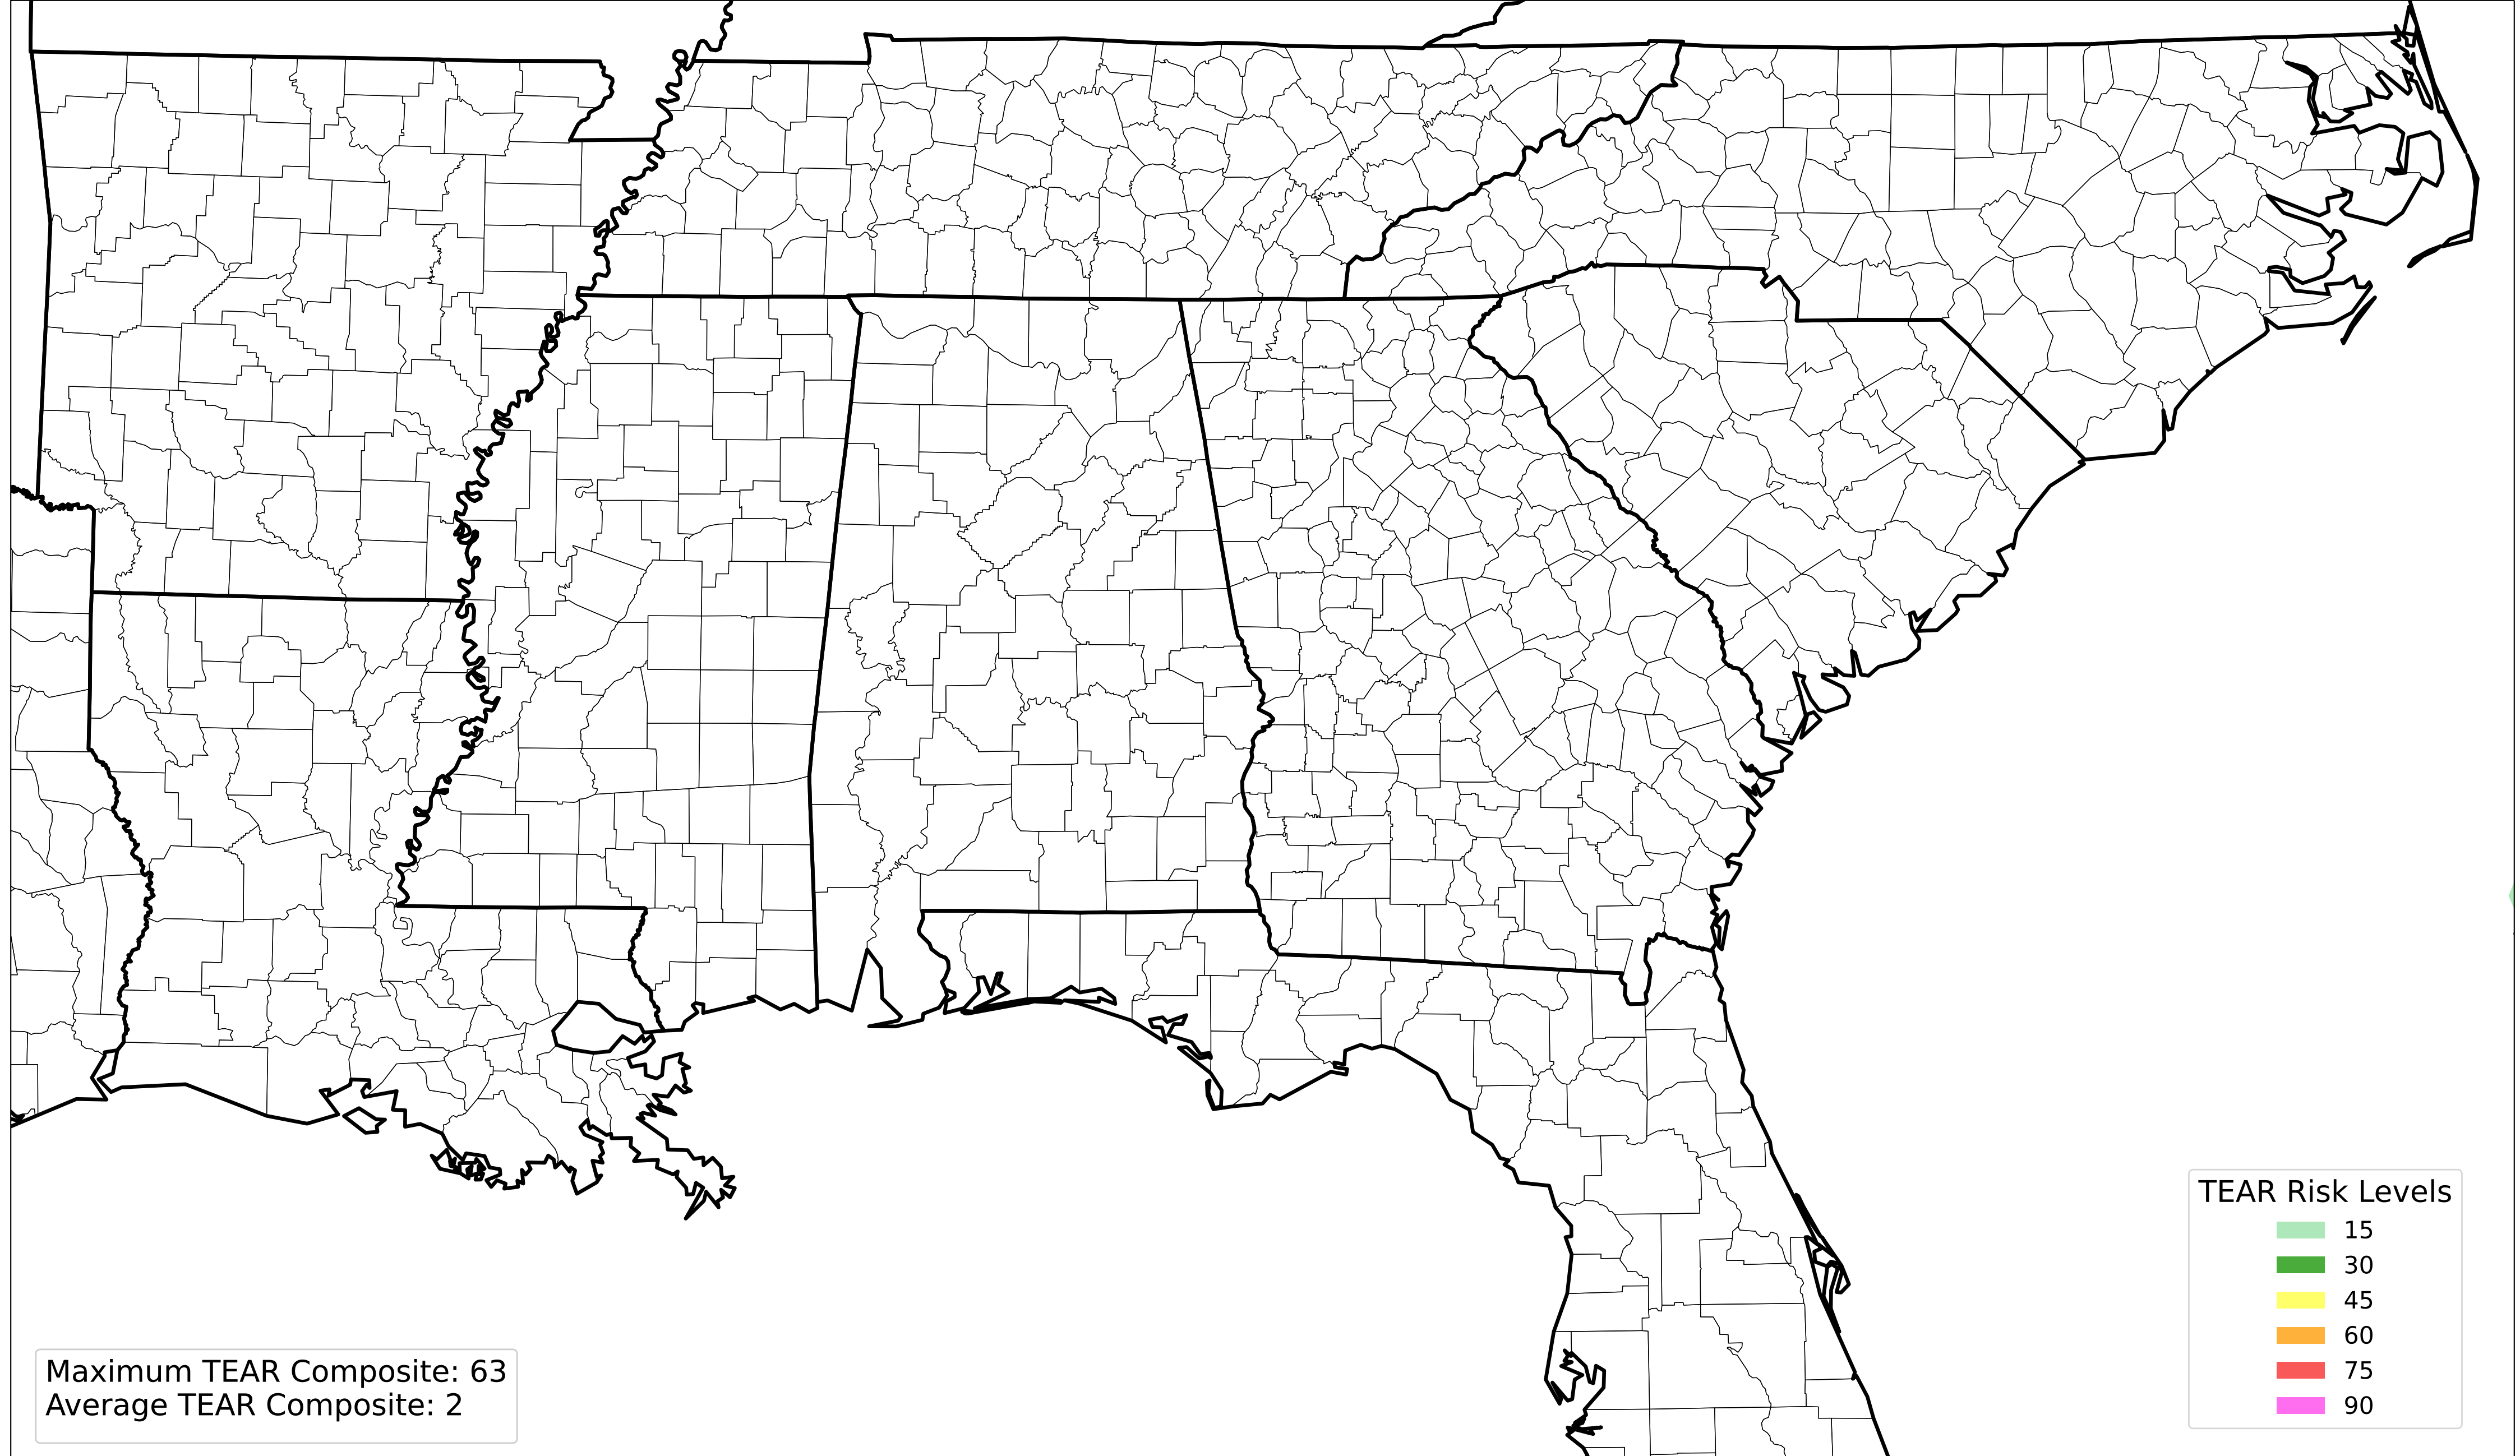 TEAR Risk Levels
15
30
45
60
75
90
Maximum TEAR Composite: 63
Average TEAR Composite: 2